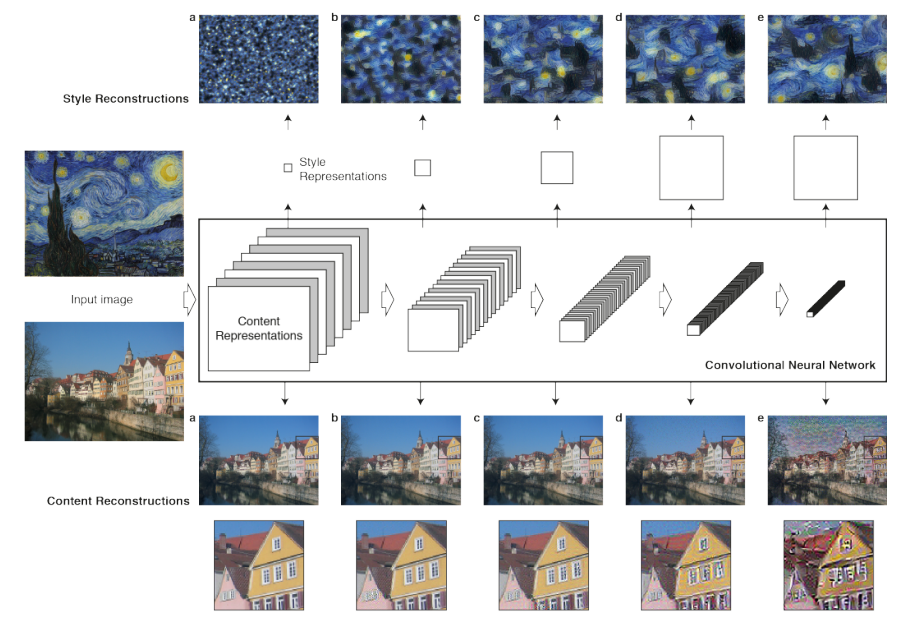 a
b
c
d
e
Style Reconstructions
Style
Representations
Input image
Content
Representations
Convolutional Neural Network
a
b
c
d
e
Content Reconstructions